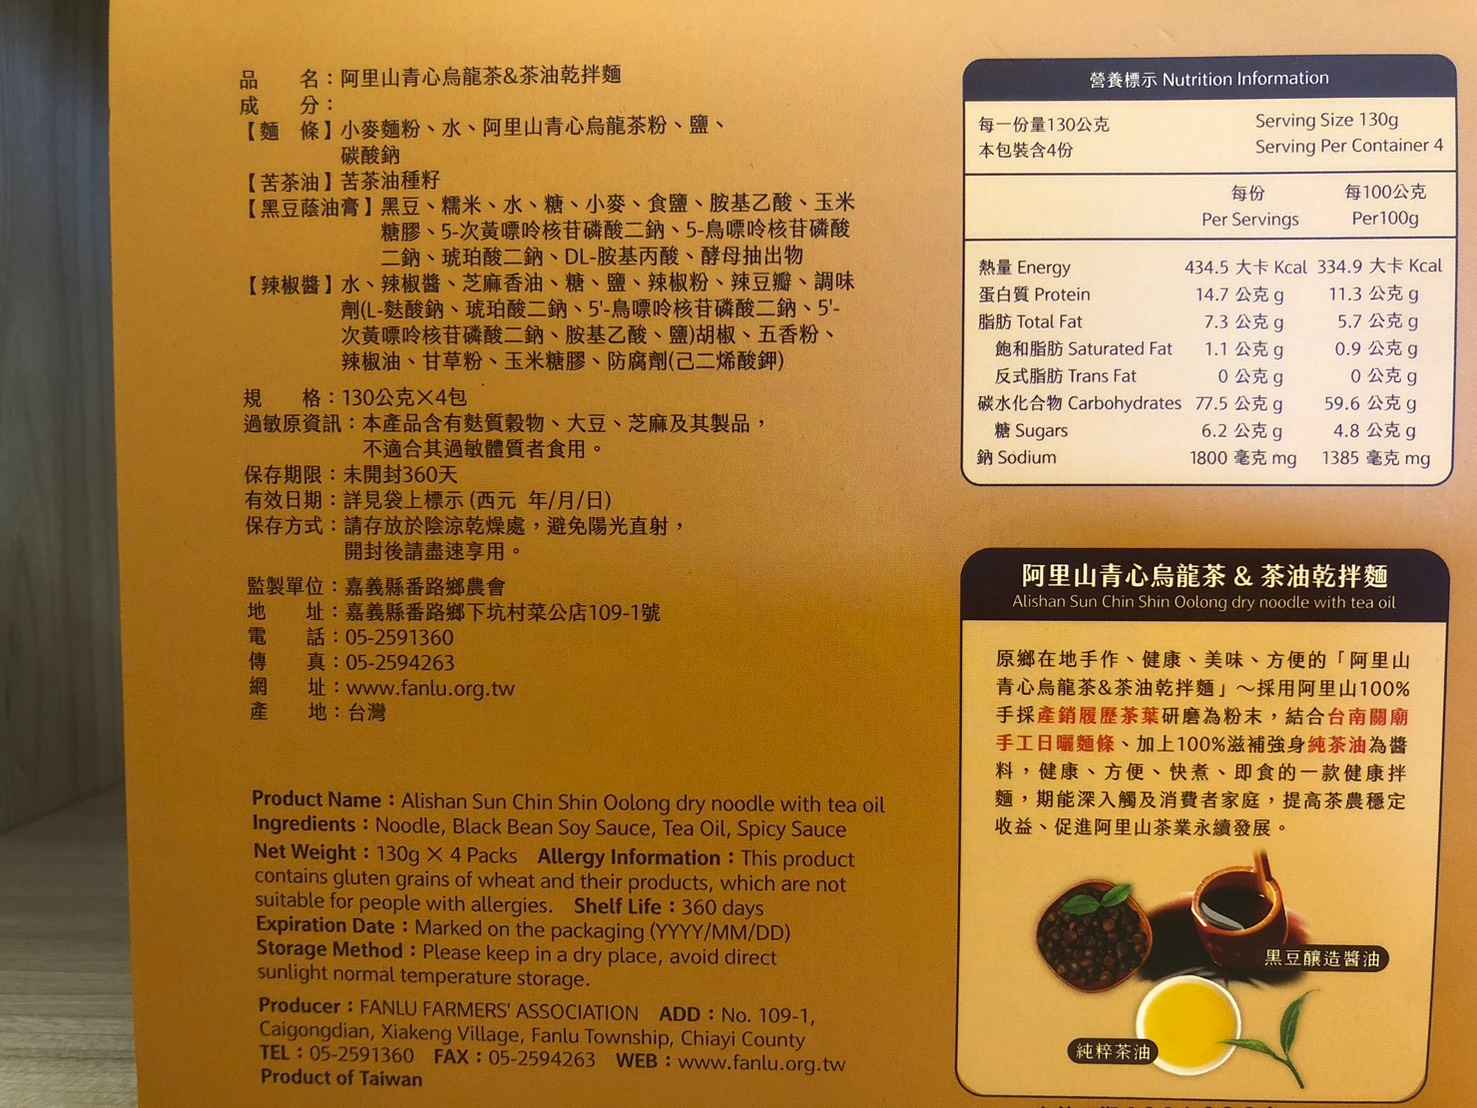 品　　名：阿里山青心烏龍茶&茶油乾拌麵
成　　分：
【麵　條】小麥麵粉、水、阿里山青心烏龍茶粉、鹽、
碳酸鈉
【苦茶油】苦茶油種籽
【黑豆蔭油膏】黑豆、糯米、水、糖、小麥、食鹽、胺基乙酸、玉米
糖膠、5-次黃嘌呤核苷磷酸二鈉、5-鳥嘌呤核苷磷酸
二鈉、琥珀酸二鈉、DL-胺基丙酸、酵母抽出物
【辣椒醬】水、辣椒醬、芝麻香油、糖、鹽、辣椒粉、辣豆瓣、調味
劑(L-麩酸鈉、琥珀酸二鈉、5'-鳥嘌呤核苷磷酸二鈉、5'-
次黃嘌呤核苷磷酸二鈉、胺基乙酸、鹽)胡椒、五香粉、
辣椒油、甘草粉、玉米糖膠、防腐劑(己二烯酸鉀)
規　　格：130公克×4包
過敏原資訊：本產品含有麩質穀物、大豆、芝麻及其製品，
不適合其過敏體質者食用。
保存期限：未開封360天
有效日期：詳見袋上標示 (西元 年/月/日)
保存方式：請存放於陰涼乾燥處，避免陽光直射，
開封後請盡速享用。
監製單位：嘉義縣番路鄉農會
地　　址：嘉義縣番路鄉下坑村菜公店109-1號
電　　話：05-2591360
傳　　真：05-2594263
網　　址：www.fanlu.org.tw
產　　地：台灣
Product Name：Alishan Sun Chin Shin Oolong dry noodle with tea oil
Ingredients：Noodle, Black Bean Soy Sauce, Tea Oil, Spicy Sauce
Net Weight：130g × 4 Packs Allergy Information：This product
contains gluten grains of wheat and their products, which are not
suitable for people with allergies. Shelf Life：360 days
Expiration Date：Marked on the packaging (YYYY/MM/DD)
Storage Method：Please keep in a dry place, avoid direct
sunlight normal temperature storage.
Producer：FANLU FARMERS' ASSOCIATION ADD：No. 109-1,
Caigongdian, Xiakeng Village, Fanlu Township, Chiayi County
TEL：05-2591360 FAX：05-2594263 WEB：www.fanlu.org.tw
Product of Taiwan
營養標示 Nutrition Information
每一份量130公克 Serving Size 130g
本包裝含4份 Serving Per Container 4
每份 每100公克
Per Servings Per100g
熱量 Energy 434.5 大卡 Kcal 334.9 大卡 Kcal
蛋白質 Protein 14.7 公克 g 11.3 公克 g
脂肪 Total Fat 7.3 公克 g 5.7 公克 g
飽和脂肪 Saturated Fat 1.1 公克 g 0.9 公克 g
反式脂肪 Trans Fat 0 公克 g 0 公克 g
碳水化合物 Carbohydrates 77.5 公克 g 59.6 公克 g
糖 Sugars 6.2 公克 g 4.8 公克 g
鈉 Sodium 1800 毫克 mg 1385 毫克 mg
阿里山青心烏龍茶 & 茶油乾拌麵
Alishan Sun Chin Shin Oolong dry noodle with tea oil
原鄉在地手作、健康、美味、方便的「阿里山
青心烏龍茶&茶油乾拌麵」～採用阿里山100%
手採產銷履歷茶葉研磨為粉末，結合台南關廟
手工日曬麵條、加上100%滋補強身純茶油為醬
料，健康、方便、快煮、即食的一款健康拌
麵，期能深入觸及消費者家庭，提高茶農穩定
收益、促進阿里山茶業永續發展。
黑豆釀造醬油
純粹茶油